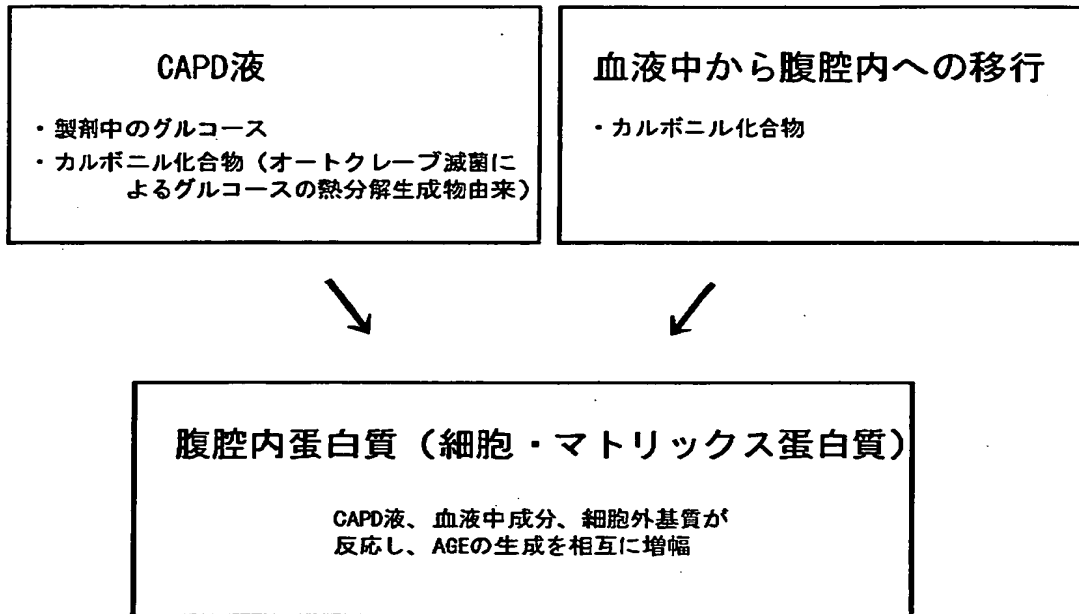 CAPD液
・製剤中のグルコース
・カルボニル化合物（オートクレーブ滅菌に
よるグルコースの熱分解生成物由来）
血液中から腹腔内への移行
・カルボニル化合物
腹腔内蛋白質（細胞・マトリックス蛋白質）
CAPD液、血液中成分、細胞外基質が
反応し、AGEの生成を相互に増幅